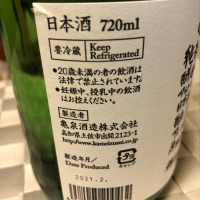 日本酒 720ml
要冷蔵 Keep Refrigerated
●20歳未満の者の飲酒は
法律で禁止されています。
●妊娠中、授乳中の飲酒は
お控えください。
製造者
亀泉酒造株式会社
高知県土佐市出間2123-1
http://www.kameizumi.co.jp
製造年月/
Date Produced
2021.2.
キャップ